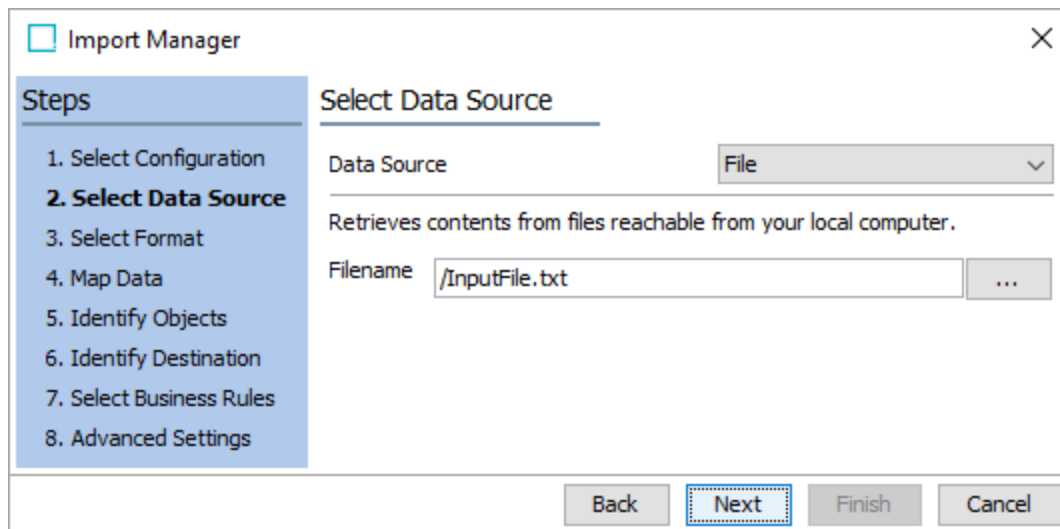 Import Manager
Steps
1. Select Configuration
2. Select Data Source
3. Select Format
4. Map Data
5. Identify Objects
6. Identify Destination
7. Select Business Rules
8. Advanced Settings
Select Data Source
Data Source File
Retrieves contents from files reachable from your local computer.
Filename /InputFile.txt ...
Back Next Finish Cancel